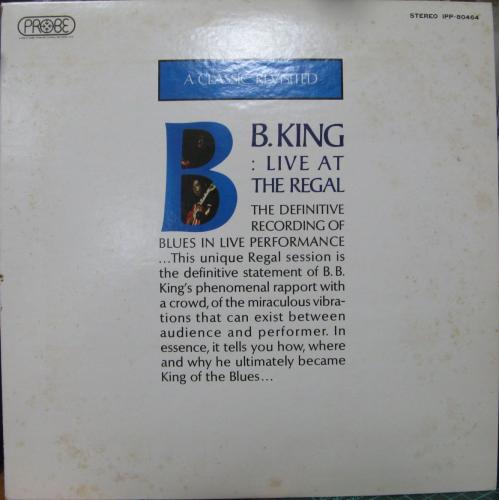 PROBE
STEREO IPP-80464
A CLASSIC REVISITED
B B. KING
: LIVE AT
THE REGAL
THE DEFINITIVE
RECORDING OF
BLUES IN LIVE PERFORMANCE
...This unique Regal session is
the definitive statement of B. B.
King's phenomenal rapport with
a crowd, of the miraculous vibra-
tions that can exist between
audience and performer. In
essence, it tells you how, where
and why he ultimately became
King of the Blues...